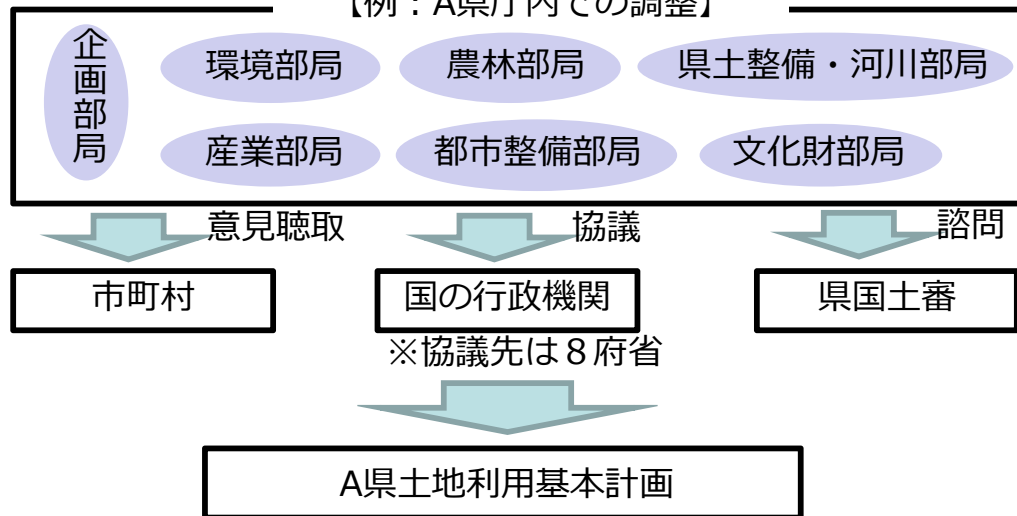 【例：A県庁内での調整】
企画部局
環境部局
農林部局
県土整備・河川部局
産業部局
都市整備部局
文化財部局
意見聴取
協議
諮問
市町村
国の行政機関
県国土審
※協議先は８府省
A県土地利用基本計画